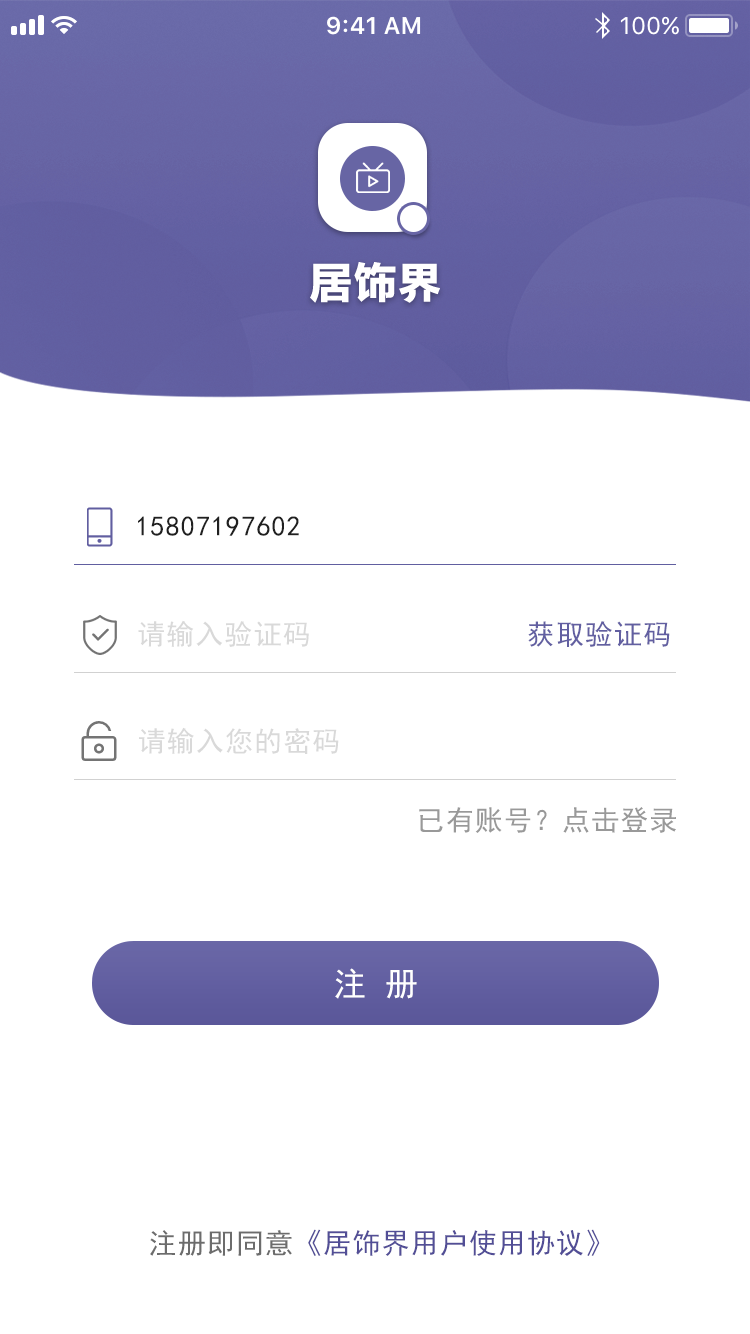 9:41 AM 100%
居饰界
15807197602
请输入验证码 获取验证码
请输入您的密码
已有账号？点击登录
注 册
注册即同意《居饰界用户使用协议》